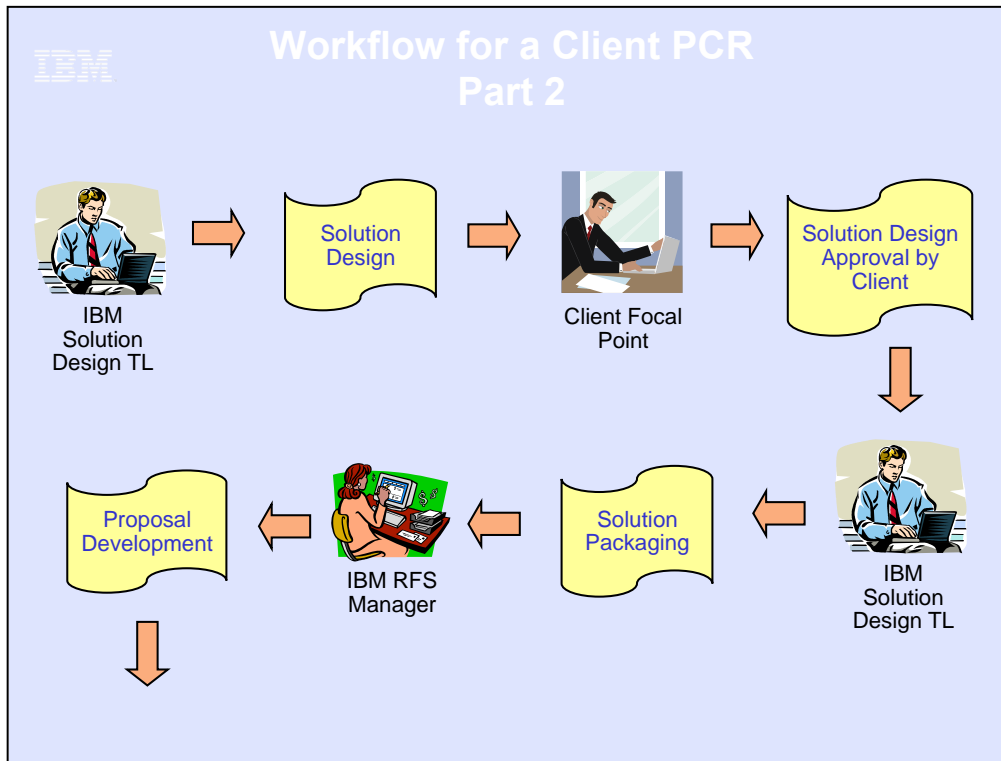 IBM
Workflow for a Client PCR
Part 2
Solution
Design
Solution Design
Approval by
Client
IBM
Solution
Design TL
Client Focal
Point
Proposal
Development
Solution
Packaging
IBM RFS
Manager
IBM
Solution
Design TL